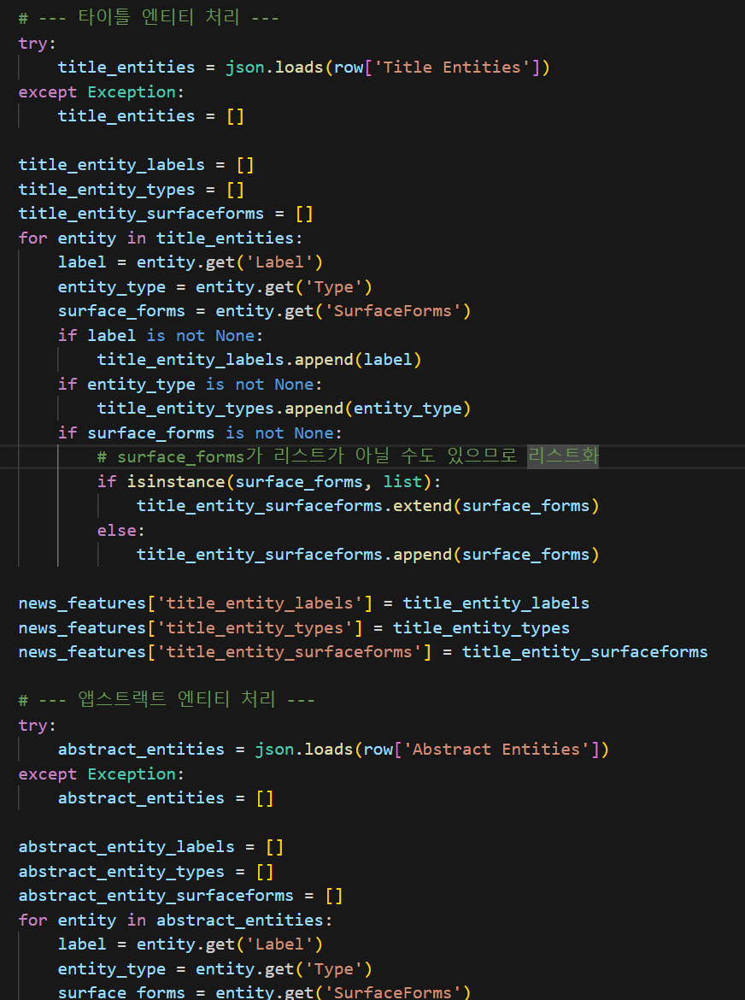 # --- 타이틀 엔티티 처리 ---
try:
    title_entities = json.loads(row['Title Entities'])
except Exception:
    title_entities = []

title_entity_labels = []
title_entity_types = []
title_entity_surfaceforms = []
for entity in title_entities:
    label = entity.get('Label')
    entity_type = entity.get('Type')
    surface_forms = entity.get('SurfaceForms')
    if label is not None:
        title_entity_labels.append(label)
    if entity_type is not None:
        title_entity_types.append(entity_type)
    if surface_forms is not None:
        # surface_forms가 리스트가 아닐 수도 있으므로 리스트화
        if isinstance(surface_forms, list):
            title_entity_surfaceforms.extend(surface_forms)
        else:
            title_entity_surfaceforms.append(surface_forms)

news_features['title_entity_labels'] = title_entity_labels
news_features['title_entity_types'] = title_entity_types
news_features['title_entity_surfaceforms'] = title_entity_surfaceforms

# --- 앱스트랙트 엔티티 처리 ---
try:
    abstract_entities = json.loads(row['Abstract Entities'])
except Exception:
    abstract_entities = []

abstract_entity_labels = []
abstract_entity_types = []
abstract_entity_surfaceforms = []
for entity in abstract_entities:
    label = entity.get('Label')
    entity_type = entity.get('Type')
    surface_forms = entity.get('SurfaceForms')